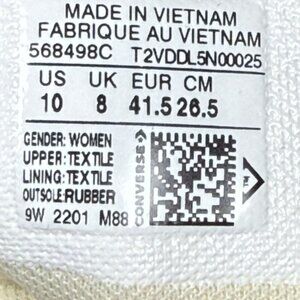 MADE IN VIETNAM
FABRIQUE AU VIETNAM
568498C T2VDDL5N00025
US UK EUR CM
10 8 41.5 26.5
GENDER: WOMEN
UPPER: TEXTILE
LINING: TEXTILE
OUTSOLE: RUBBER
9W 2201 M88
CONVERSE